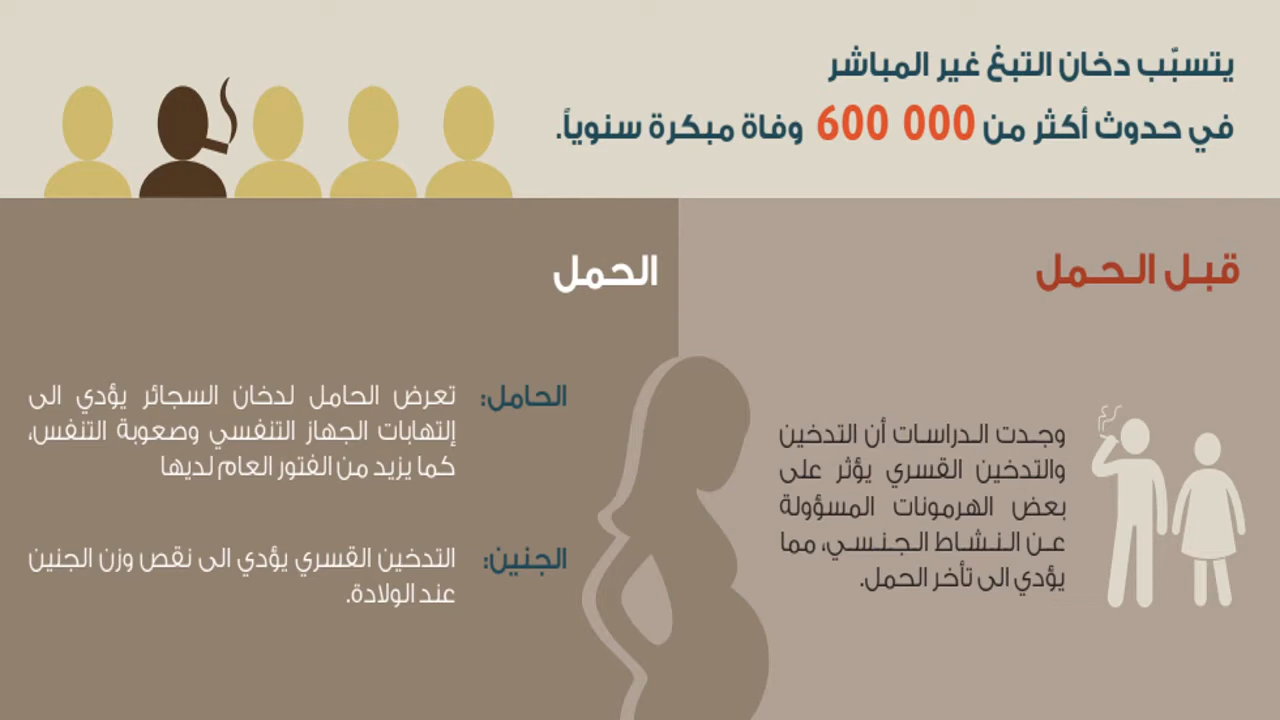 يتسبّب دخان التبغ غير المباشر
في حدوث أكثر من 000 600 وفاة مبكرة سنوياً.
قبل الحمل
وجدت الدراسات أن التدخين
والتدخين القسري يؤثر على
بعض الهرمونات المسؤولة
عن النشاط الجنسي، مما
يؤدي الى تأخر الحمل.
الحمل
الحامل: تعرض الحامل لدخان السجائر يؤدي الى
إلتهابات الجهاز التنفسي وصعوبة التنفس،
كما يزيد من الفتور العام لديها
الجنين: التدخين القسري يؤدي الى نقص وزن الجنين
عند الولادة.